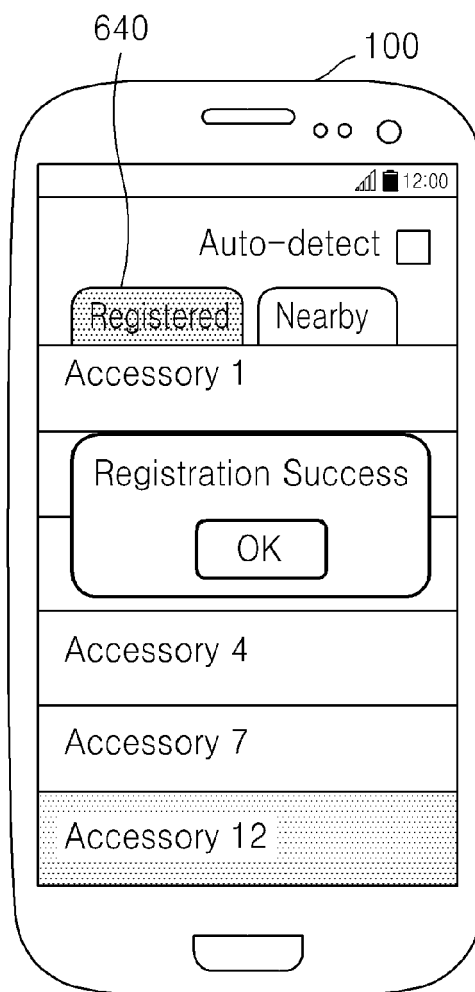 640
100
12:00
Auto-detect
Registered Nearby
Accessory 1
Registration Success
OK
Accessory 4
Accessory 7
Accessory 12